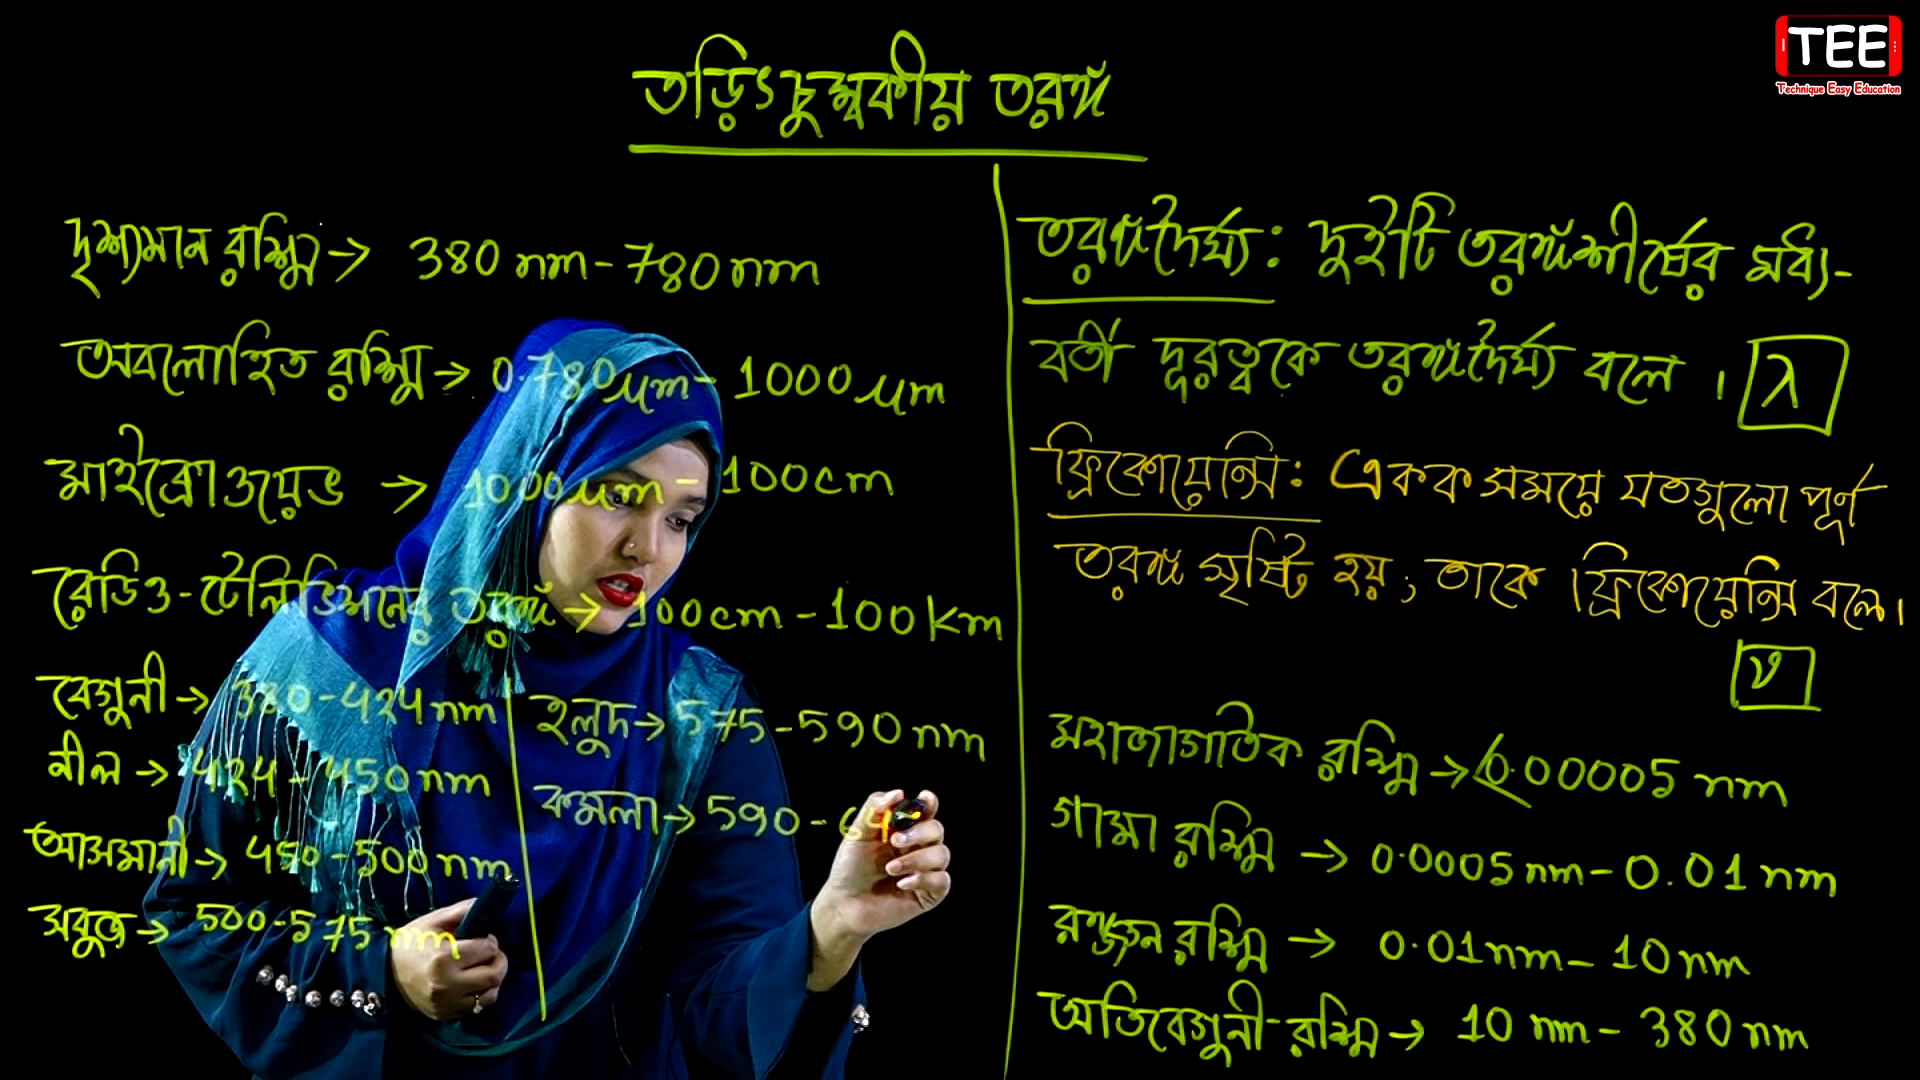 TEE
Technique Easy Education
তড়িৎচুম্বকীয় তরঙ্গ
দৃশ্যমান রশ্মি → 380 nm - 780 nm
অবলোহিত রশ্মি → 0.780 μm - 1000 μm
মাইক্রোওয়েভ → 1000 μm - 100 cm
রেডিও-টেলিভিশনের তরঙ্গ → 100 cm - 100 Km
বেগুনী → 380-424 nm
নীল → 424-450 nm
আসমানী → 450-500 nm
সবুজ → 500-575 nm
হলুদ → 575-590 nm
কমলা → 590 - 64
তরঙ্গদৈর্ঘ্য : দুইটি তরঙ্গশীর্ষের মধ্য-
বর্তী দূরত্বকে তরঙ্গদৈর্ঘ্য বলে । λ
ফ্রিকোয়েন্সি : একক সময়ে যতগুলো পূর্ণ
তরঙ্গ সৃষ্টি হয়, তাকে ফ্রিকোয়েন্সি বলে।
ν
মহাজাগতিক রশ্মি → <0.00005 nm
গামা রশ্মি → 0.0005 nm - 0.01 nm
রঞ্জন রশ্মি → 0.01 nm - 10 nm
অতিবেগুনী রশ্মি → 10 nm - 380 nm